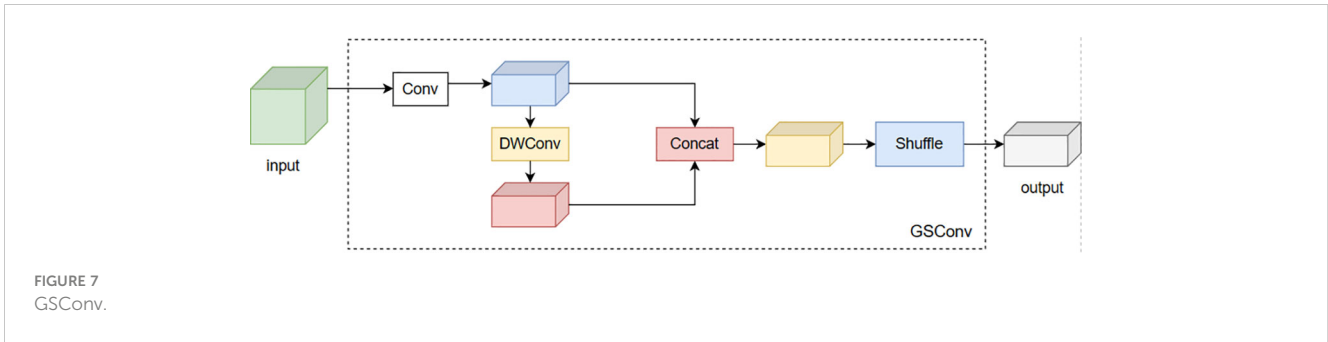 Conv
DWConv
Concat
Shuffle
input
output
GSConv
FIGURE 7
GSConv.